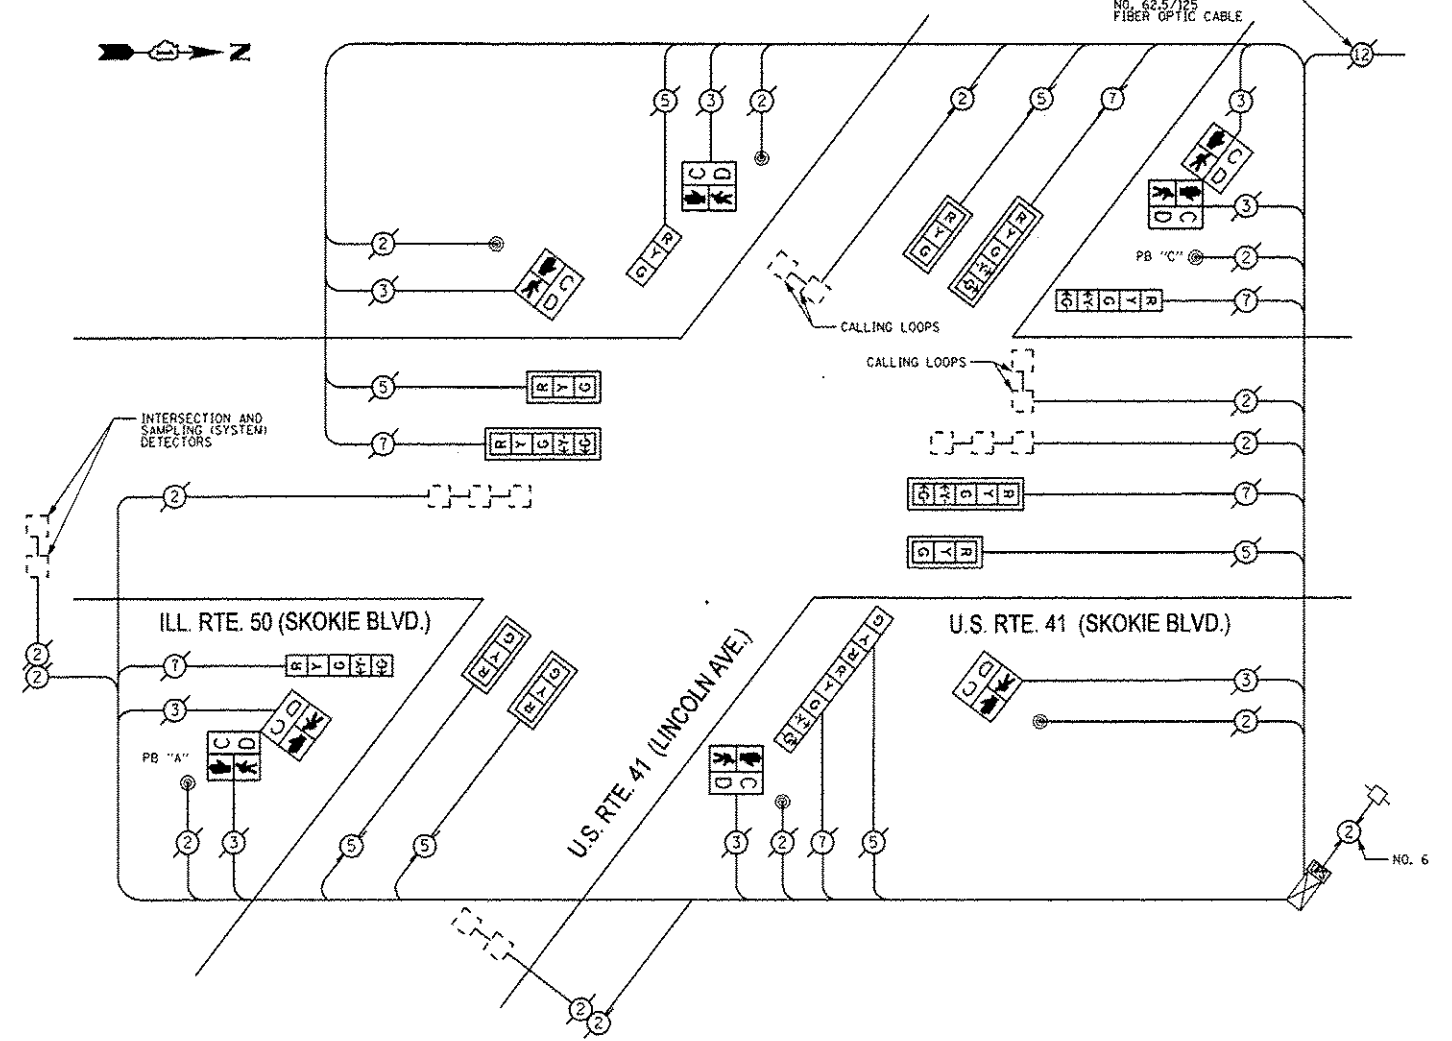 NO. 62.5/125
FIBER OPTIC CABLE
N
12
5
3
2
2
5
7
3
C D
C
D
3
D C
PB "C"
2
2
3
C
D
R
Y
G
R
Y
G
R
Y
G
Y
G
G Y G Y R
7
CALLING LOOPS
CALLING LOOPS
5
R Y G
2
INTERSECTION AND
SAMPLING (SYSTEM)
DETECTORS
7
R Y G Y G
2
2
G Y G Y R
7
G Y R
5
ILL. RTE. 50 (SKOKIE BLVD.)
U.S. RTE. 41 (LINCOLN AVE.)
U.S. RTE. 41 (SKOKIE BLVD.)
2
2
7
R Y G Y G
G
Y
R
G
Y
R
G
Y
R
R
Y
G
Y
G
D
C
3
2
3
D
C
C D
PB "A"
2
3
5
5
D C
3
2
7
5
2
NO. 6
2
2